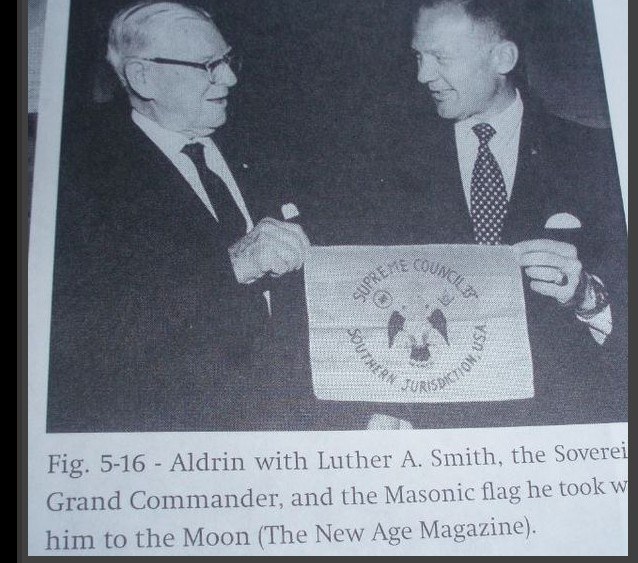 SUPREME COUNCIL 33°
SOUTHERN JURISDICTION, USA
Fig. 5-16 - Aldrin with Luther A. Smith, the Soverei
Grand Commander, and the Masonic flag he took w
him to the Moon (The New Age Magazine).